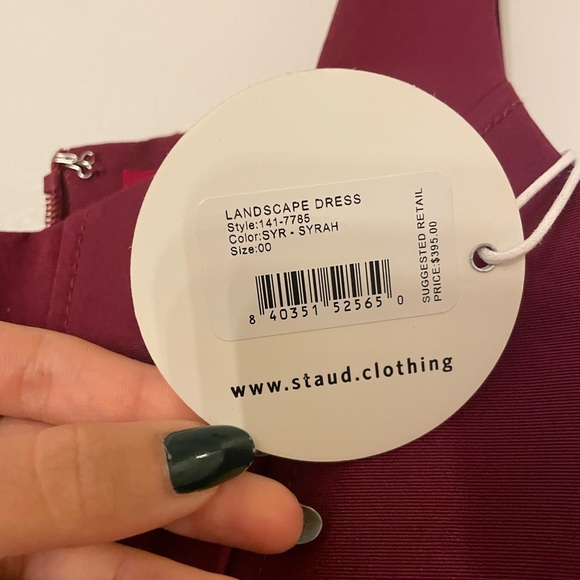 LANDSCAPE DRESS
Style:141-7785
Color:SYR - SYRAH
Size:00
8 40351 52565 0
SUGGESTED RETAIL
PRICE:$395.00
www.staud.clothing